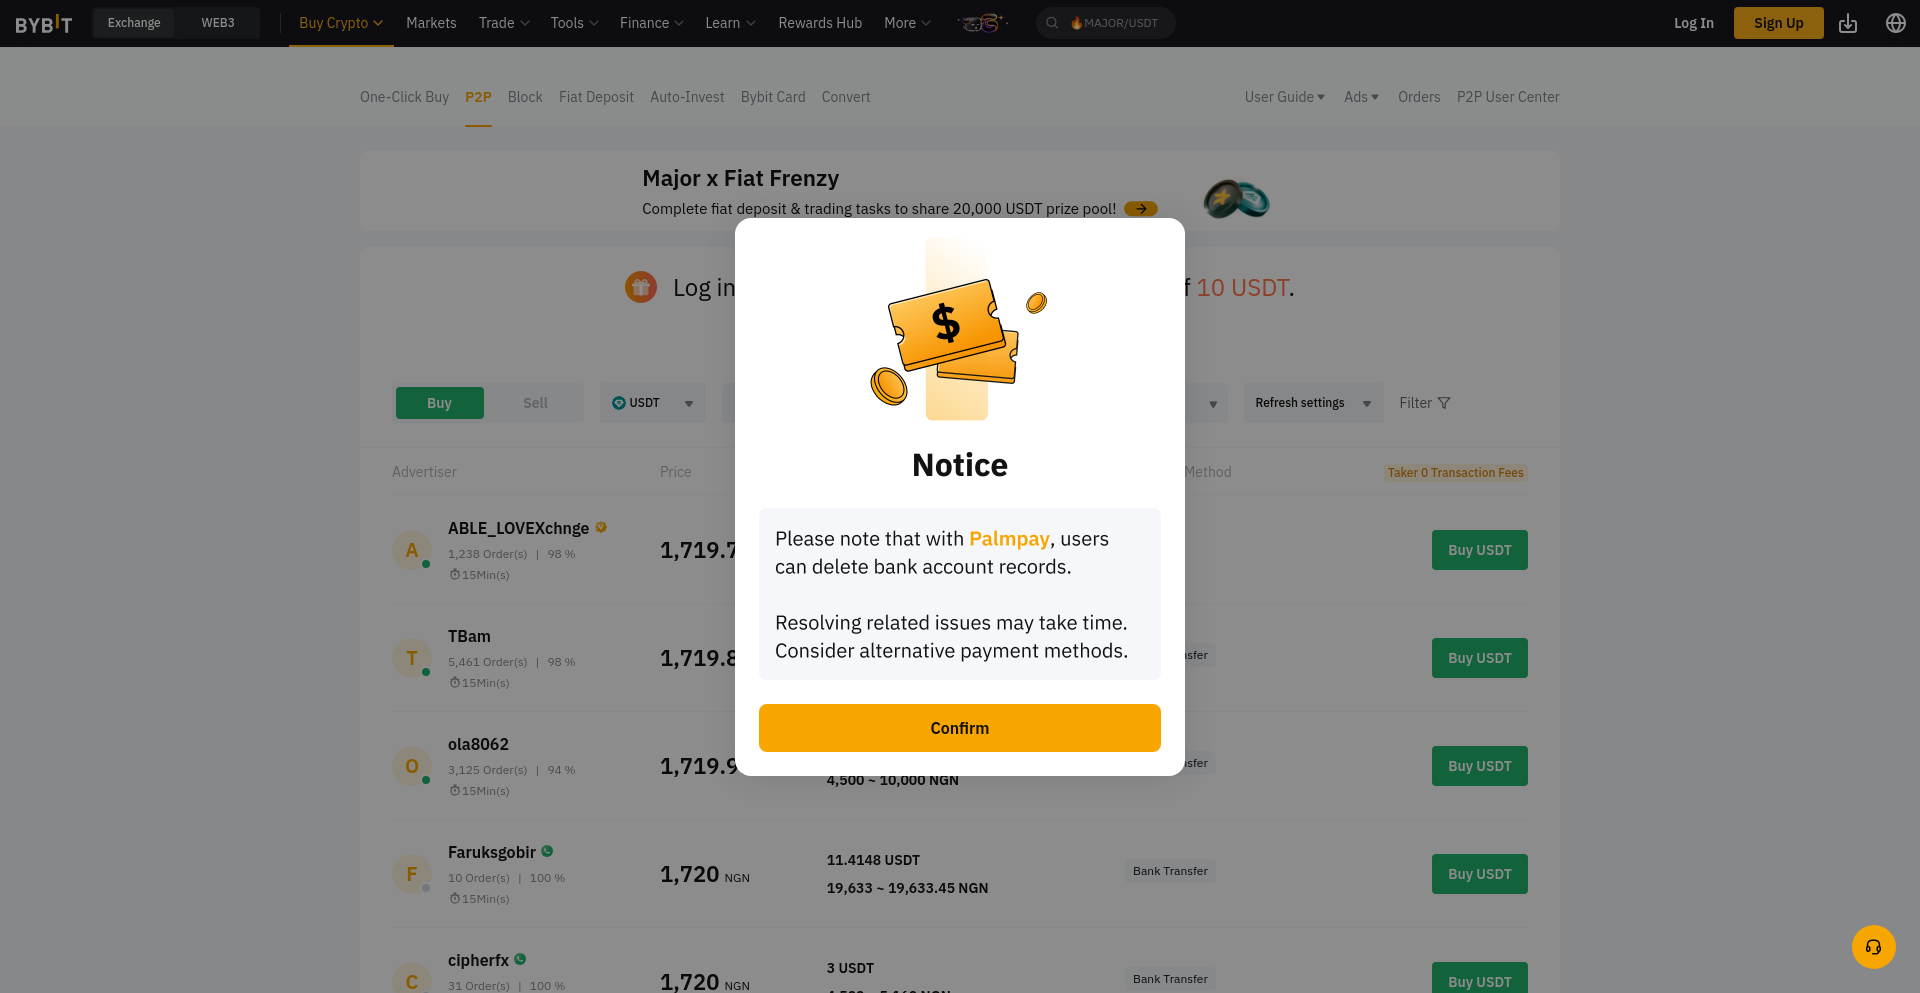 BYBIT Exchange WEB3 Buy Crypto Markets Trade Tools Finance Learn Rewards Hub More MAJOR/USDT Log In Sign Up
One-Click Buy P2P Block Fiat Deposit Auto-Invest Bybit Card Convert User Guide Ads Orders P2P User Center
Major x Fiat Frenzy
Complete fiat deposit & trading tasks to share 20,000 USDT prize pool!
Log in 10 USDT.
Buy Sell USDT Refresh settings Filter
Advertiser Price Method Taker 0 Transaction Fees
A ABLE_LOVEXchnge
1,238 Order(s) | 98 %
15Min(s)
1,719.7
Buy USDT
T TBam
5,461 Order(s) | 98 %
15Min(s)
1,719.8
Buy USDT
O ola8062
3,125 Order(s) | 94 %
15Min(s)
1,719.9
4,500 ~ 10,000 NGN
Buy USDT
F Faruksgobir
10 Order(s) | 100 %
15Min(s)
1,720 NGN
11.4148 USDT
19,633 ~ 19,633.45 NGN
Bank Transfer
Buy USDT
C cipherfx
31 Order(s) | 100 %
1,720 NGN
3 USDT
Bank Transfer
Buy USDT
$
Notice
Please note that with Palmpay, users
can delete bank account records.
Resolving related issues may take time.
Consider alternative payment methods.
Confirm